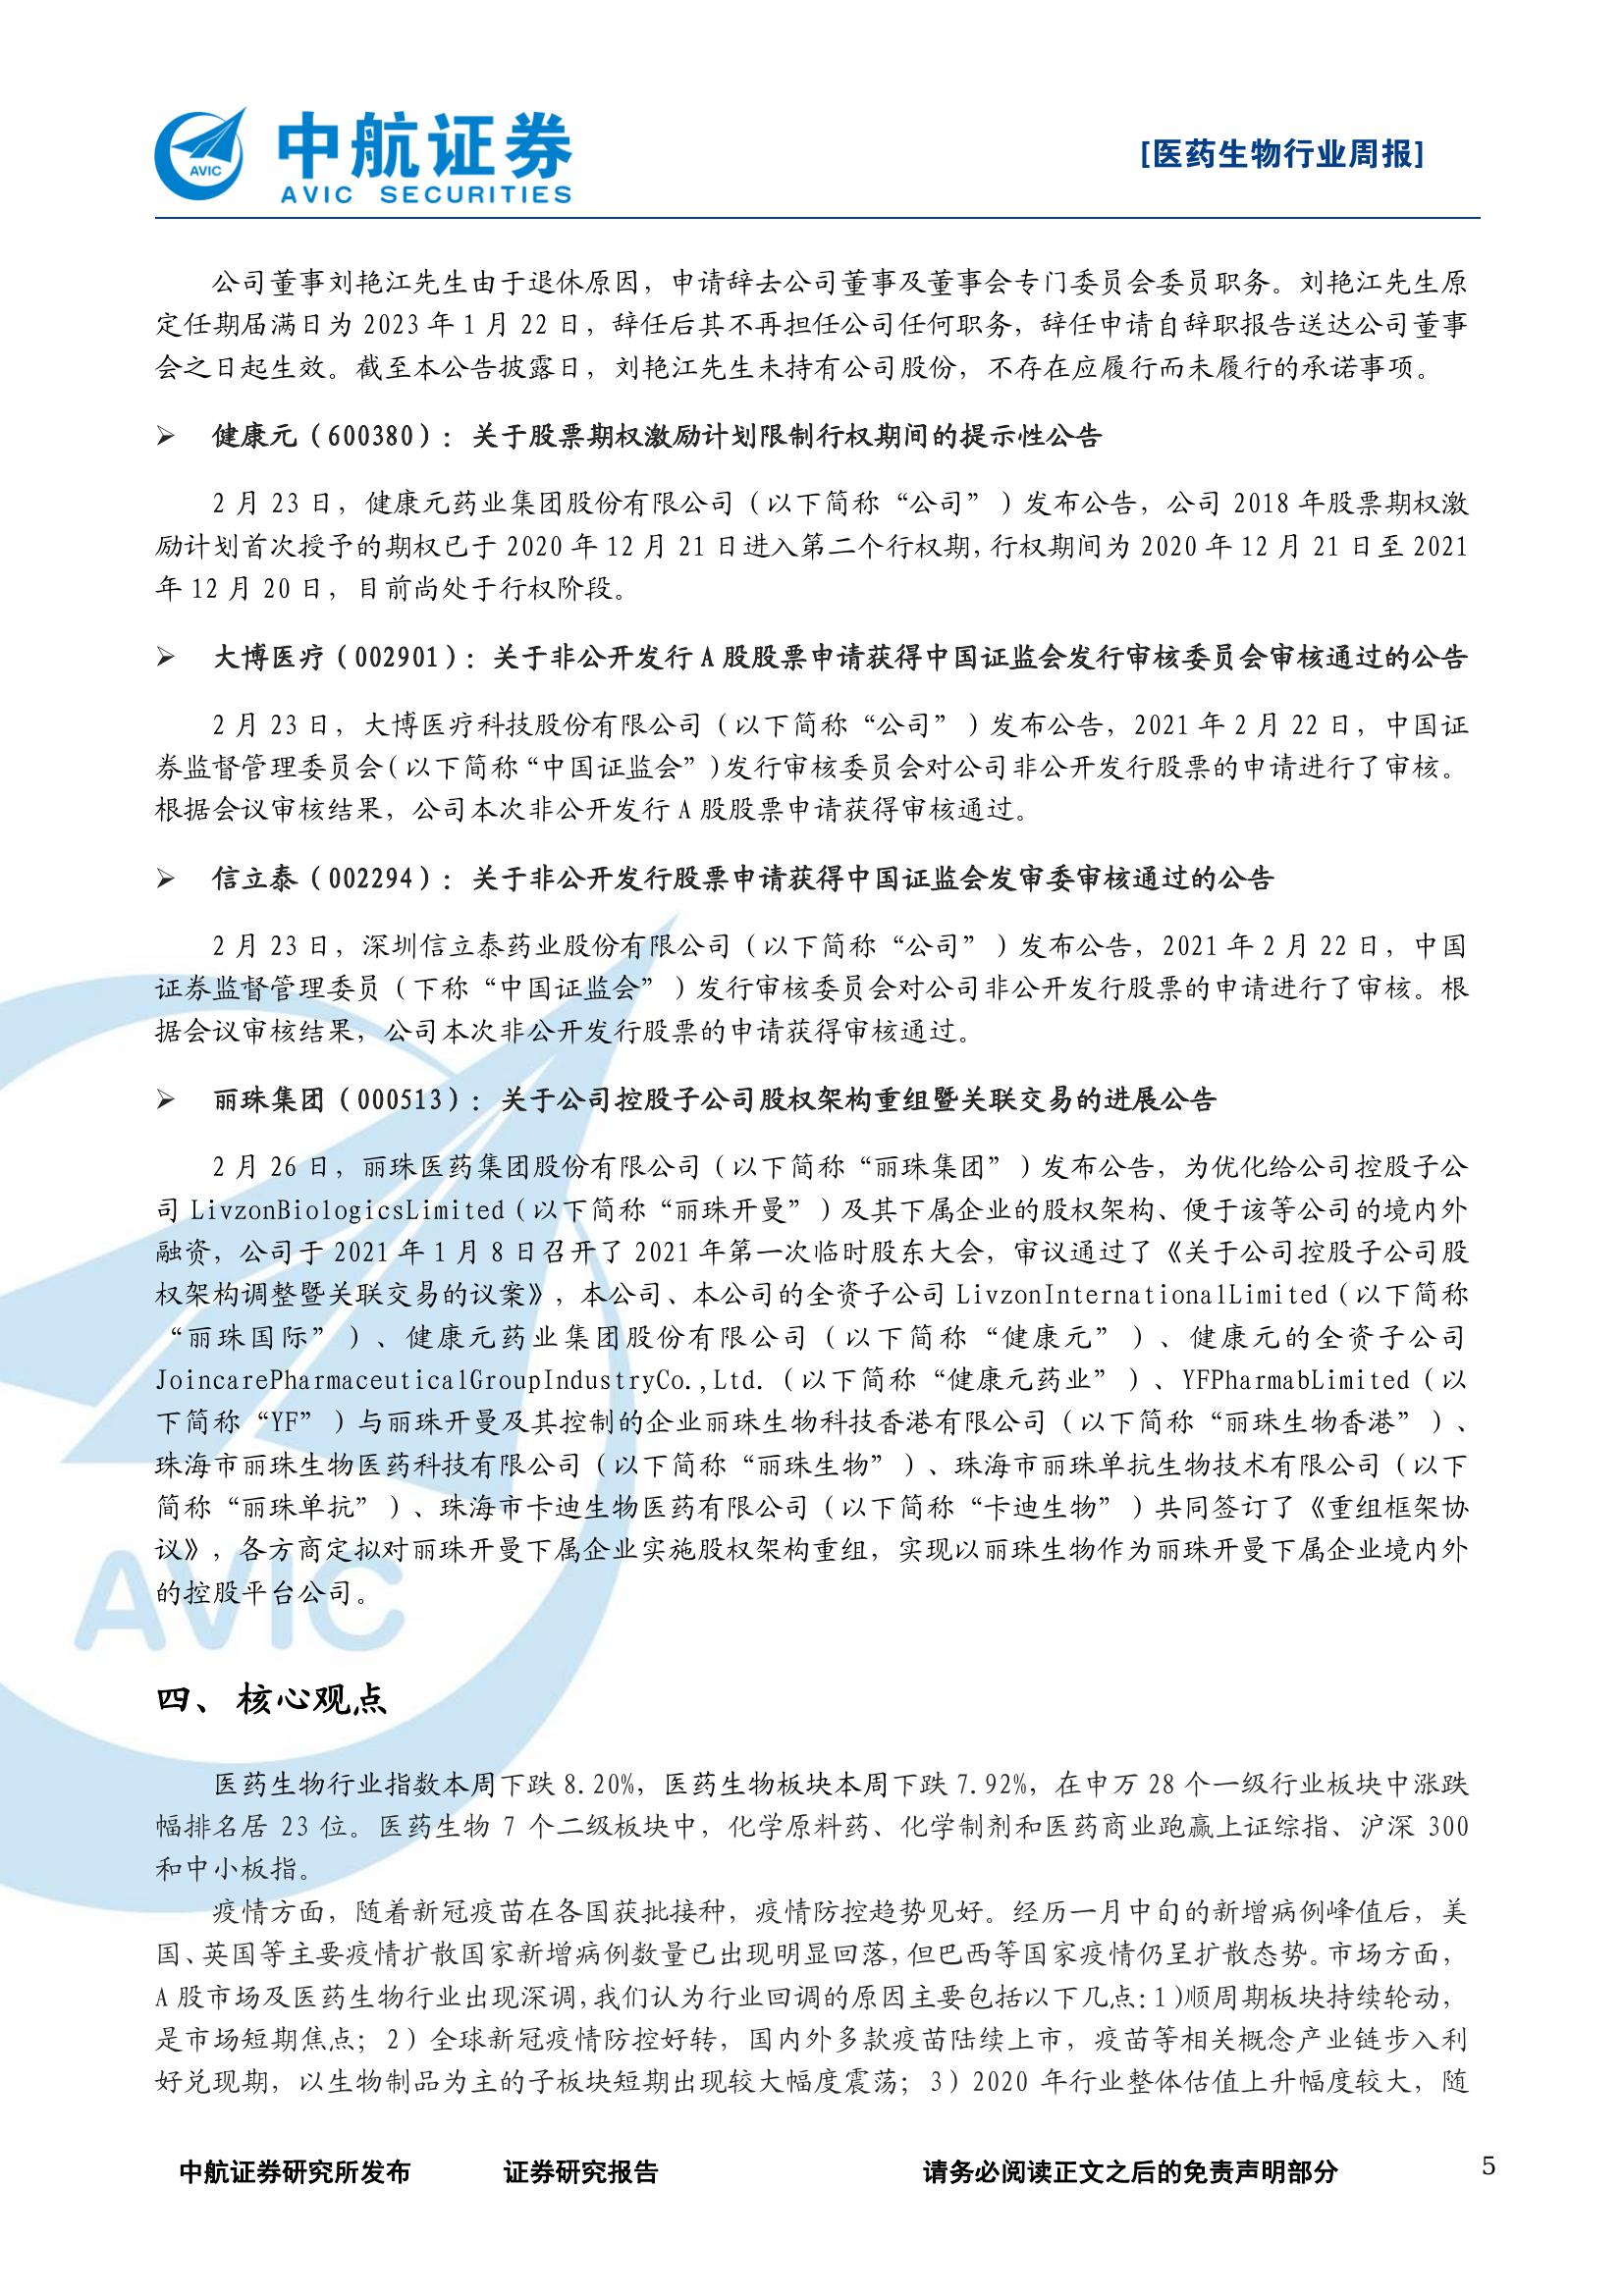 中航证券
AVIC SECURITIES
AVIC
[医药生物行业周报]
公司董事刘艳江先生由于退休原因，申请辞去公司董事及董事会专门委员会委员职务。刘艳江先生原
定任期届满日为 2023 年 1 月 22 日，辞任后其不再担任公司任何职务，辞任申请自辞职报告送达公司董事
会之日起生效。截至本公告披露日，刘艳江先生未持有公司股份，不存在应履行而未履行的承诺事项。
➢ 健康元（600380）：关于股票期权激励计划限制行权期间的提示性公告
2 月 23 日，健康元药业集团股份有限公司（以下简称“公司”）发布公告，公司 2018 年股票期权激
励计划首次授予的期权已于 2020 年 12 月 21 日进入第二个行权期，行权期间为 2020 年 12 月 21 日至 2021
年 12 月 20 日，目前尚处于行权阶段。
➢ 大博医疗（002901）：关于非公开发行 A 股股票申请获得中国证监会发行审核委员会审核通过的公告
2 月 23 日，大博医疗科技股份有限公司（以下简称“公司”）发布公告，2021 年 2 月 22 日，中国证
券监督管理委员会（以下简称“中国证监会”）发行审核委员会对公司非公开发行股票的申请进行了审核。
根据会议审核结果，公司本次非公开发行 A 股股票申请获得审核通过。
➢ 信立泰（002294）：关于非公开发行股票申请获得中国证监会发审委审核通过的公告
2 月 23 日，深圳信立泰药业股份有限公司（以下简称“公司”）发布公告，2021 年 2 月 22 日，中国
证券监督管理委员（下称“中国证监会”）发行审核委员会对公司非公开发行股票的申请进行了审核。根
据会议审核结果，公司本次非公开发行股票的申请获得审核通过。
➢ 丽珠集团（000513）：关于公司控股子公司股权架构重组暨关联交易的进展公告
2 月 26 日，丽珠医药集团股份有限公司（以下简称“丽珠集团”）发布公告，为优化给公司控股子公
司 LivzonBiologicsLimited（以下简称“丽珠开曼”）及其下属企业的股权架构、便于该等公司的境内外
融资，公司于 2021 年 1 月 8 日召开了 2021 年第一次临时股东大会，审议通过了《关于公司控股子公司股
权架构调整暨关联交易的议案》，本公司、本公司的全资子公司 LivzonInternationalLimited（以下简称
“丽珠国际”）、健康元药业集团股份有限公司（以下简称“健康元”）、健康元的全资子公司
JoincarePharmaceuticalGroupIndustryCo.,Ltd.（以下简称“健康元药业”）、YFPharmabLimited（以
下简称“YF”）与丽珠开曼及其控制的企业丽珠生物科技香港有限公司（以下简称“丽珠生物香港”）、
珠海市丽珠生物医药科技有限公司（以下简称“丽珠生物”）、珠海市丽珠单抗生物技术有限公司（以下
简称“丽珠单抗”）、珠海市卡迪生物医药有限公司（以下简称“卡迪生物”）共同签订了《重组框架协
议》，各方商定拟对丽珠开曼下属企业实施股权架构重组，实现以丽珠生物作为丽珠开曼下属企业境内外
的控股平台公司。
AVIC
四、 核心观点
医药生物行业指数本周下跌 8.20%，医药生物板块本周下跌 7.92%，在申万 28 个一级行业板块中涨跌
幅排名居 23 位。医药生物 7 个二级板块中，化学原料药、化学制剂和医药商业跑赢上证综指、沪深 300
和中小板指。
疫情方面，随着新冠疫苗在各国获批接种，疫情防控趋势见好。经历一月中旬的新增病例峰值后，美
国、英国等主要疫情扩散国家新增病例数量已出现明显回落，但巴西等国家疫情仍呈扩散态势。市场方面，
A 股市场及医药生物行业出现深调，我们认为行业回调的原因主要包括以下几点：1）顺周期板块持续轮动，
是市场短期焦点；2）全球新冠疫情防控好转，国内外多款疫苗陆续上市，疫苗等相关概念产业链步入利
好兑现期，以生物制品为主的子板块短期出现较大幅度震荡；3）2020 年行业整体估值上升幅度较大，随
中航证券研究所发布 证券研究报告 请务必阅读正文之后的免责声明部分 5